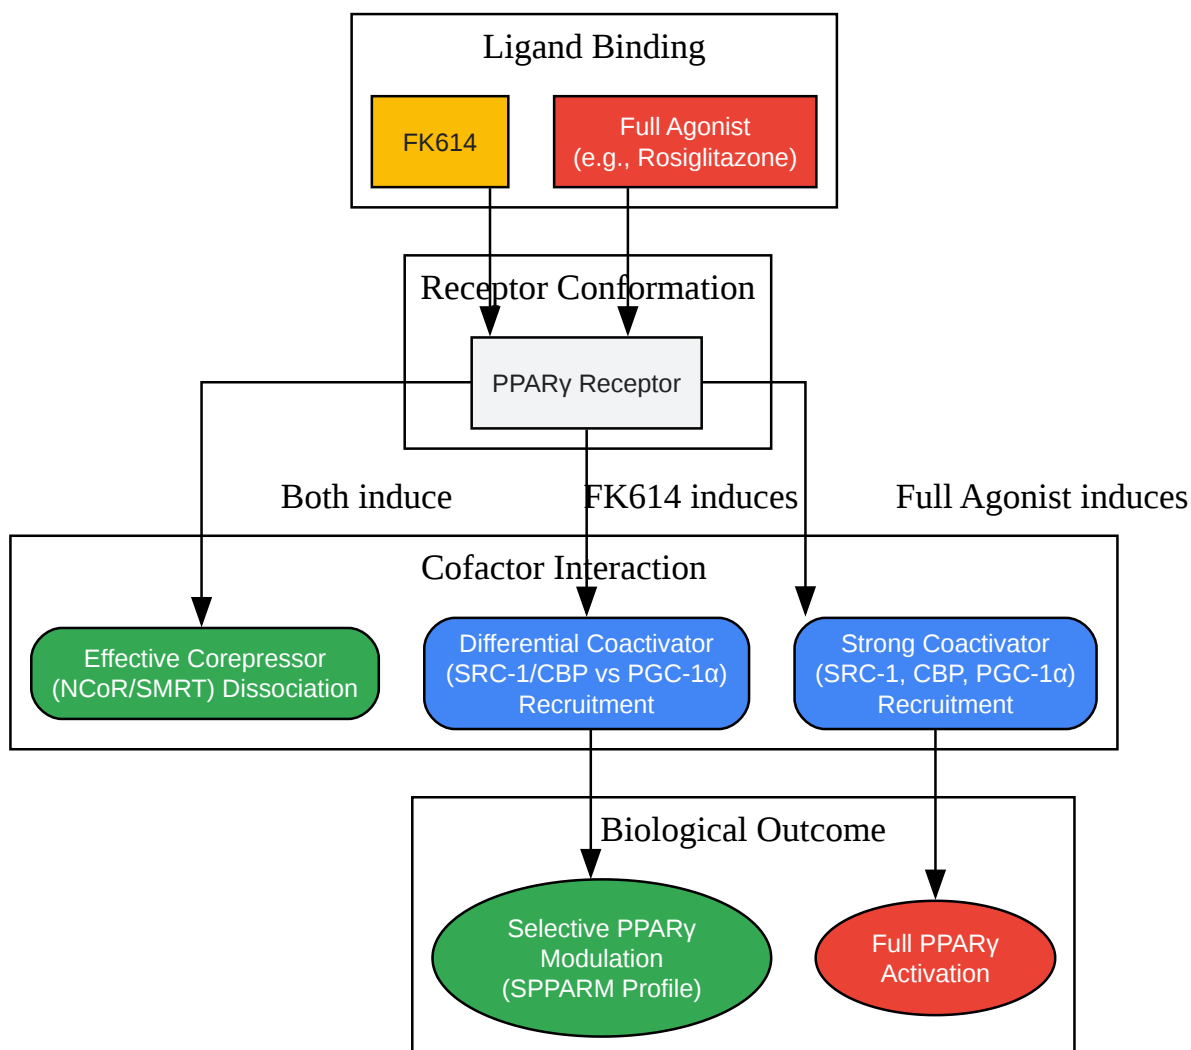 Ligand Binding
FK614
Full Agonist
(e.g., Rosiglitazone)
Receptor Conformation
PPARγ Receptor
Both induce
FK614 induces
Full Agonist induces
Cofactor Interaction
Effective Corepressor
(NCoR/SMRT) Dissociation
Differential Coactivator
(SRC-1/CBP vs PGC-1α)
Recruitment
Strong Coactivator
(SRC-1, CBP, PGC-1α)
Recruitment
Biological Outcome
Selective PPARγ
Modulation
(SPPARM Profile)
Full PPARγ
Activation